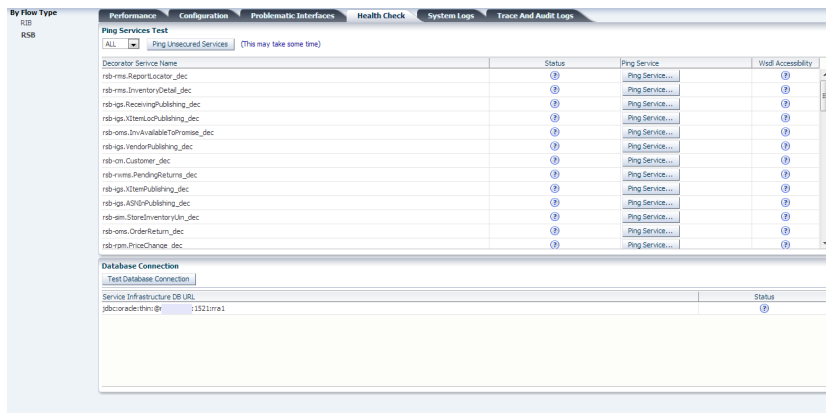 By Flow Type
RIB
RSB
Performance Configuration Problematic Interfaces Health Check System Logs Trace And Audit Logs
Ping Services Test
ALL Ping Unsecured Services (This may take some time)
Decorator Serivce Name Status Ping Service Wsdl Accessibility
rsb-rms.ReportLocator_dec ? Ping Service... ?
rsb-rms.InventoryDetail_dec ? Ping Service... ?
rsb-igs.ReceivingPublishing_dec ? Ping Service... ?
rsb-igs.XItemLocPublishing_dec ? Ping Service... ?
rsb-oms.InvAvailableToPromise_dec ? Ping Service... ?
rsb-igs.VendorPublishing_dec ? Ping Service... ?
rsb-cm.Customer_dec ? Ping Service... ?
rsb-rwms.PendingReturns_dec ? Ping Service... ?
rsb-igs.XItemPublishing_dec ? Ping Service... ?
rsb-igs.ASNInPublishing_dec ? Ping Service... ?
rsb-sim.StoreInventoryUin_dec ? Ping Service... ?
rsb-oms.OrderReturn_dec ? Ping Service... ?
rsb-rpm.PriceChange_dec ? Ping Service... ?
Database Connection
Test Database Connection
Service Infrastructure DB URL Status
jdbc:oracle:thin:@r :1521:rra1 ?